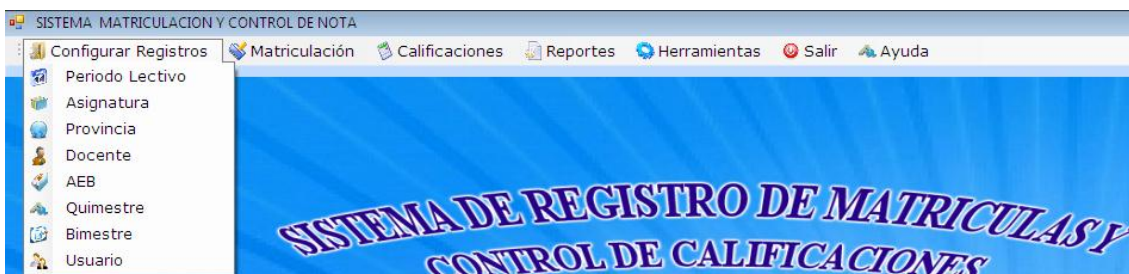 SISTEMA MATRICULACION Y CONTROL DE NOTA
Configurar Registros Matriculación Calificaciones Reportes Herramientas Salir Ayuda
Periodo Lectivo
Asignatura
Provincia
Docente
AEB
Quimestre
Bimestre
Usuario
SISTEMA DE REGISTRO DE MATRICULAS Y
CONTROL DE CALIFICACIONES